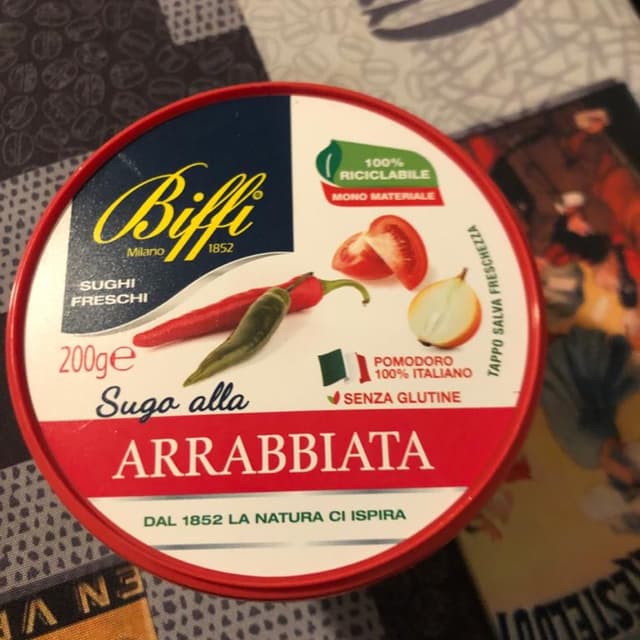 Biffi
Milano 1852
SUGHI
FRESCHI
100%
RICICLABILE
MONO MATERIALE
TAPPO SALVA FRESCHEZZA
200g℮
POMODORO
100% ITALIANO
SENZA GLUTINE
Sugo alla
ARRABBIATA
DAL 1852 LA NATURA CI ISPIRA